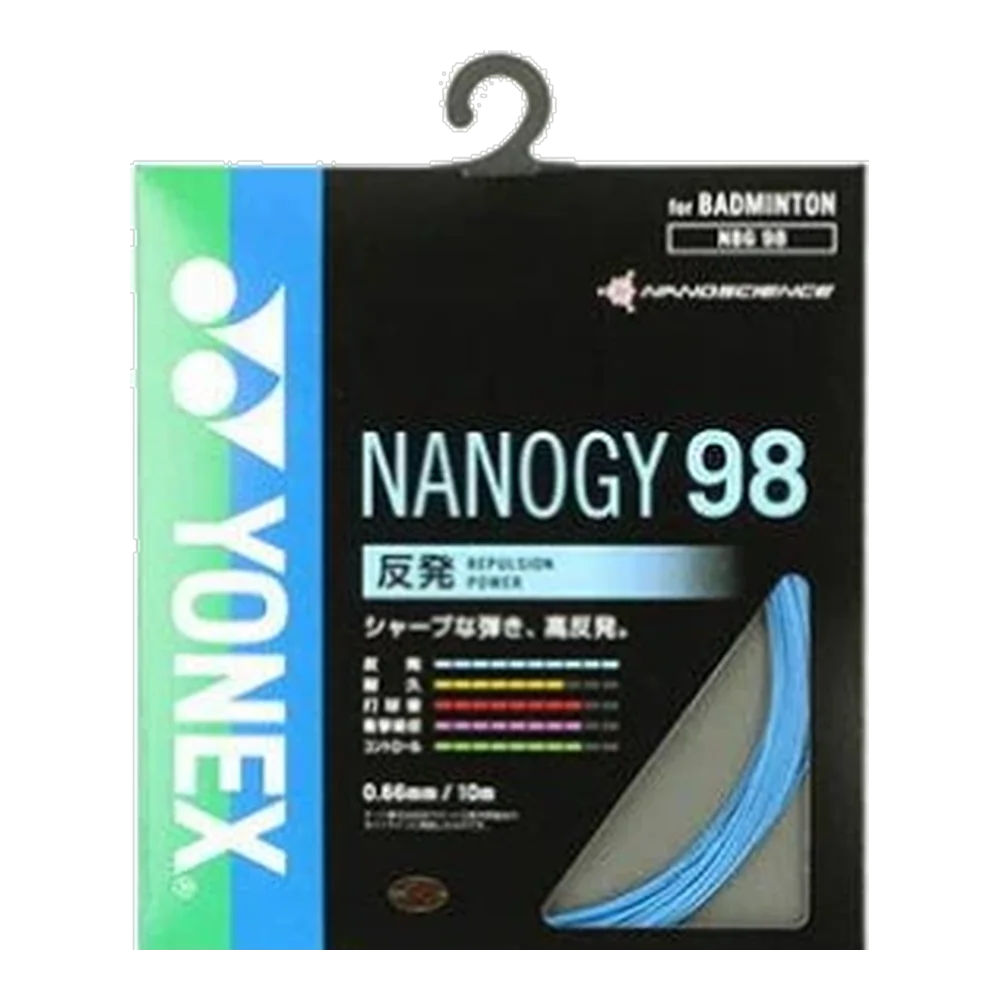 for BADMINTON
NBG 98
NANOSCIENCE
YONEX
NANOGY 98
反発 REPULSION
POWER
シャープな弾き、高反発。
反発
耐久
打球音
衝撃吸収
コントロール
0.66mm / 10m